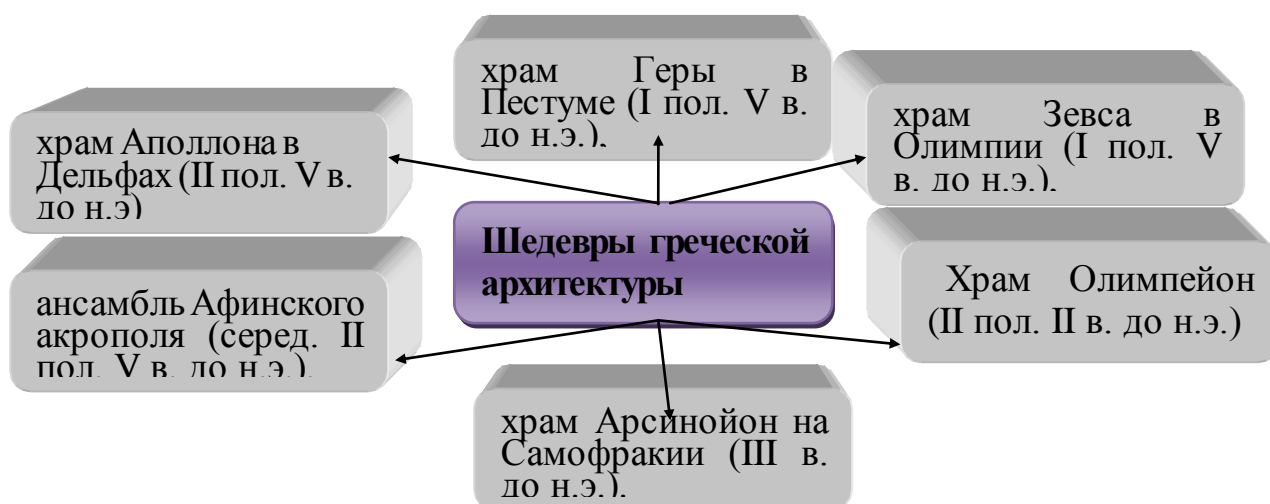 храм Геры в
Пестуме (I пол. V в.
до н.э.),
храм Зевса в
Олимпии (I пол. V
в. до н.э.),
храм Аполлона в
Дельфах (II пол. V в.
до н.э)
Шедевры греческой
архитектуры
Храм Олимпейон
(II пол. II в. до н.э.)
ансамбль Афинского
акрополя (серед. II
пол. V в. до н.э.),
храм Арсинойон на
Самофракии (III в.
до н.э.),